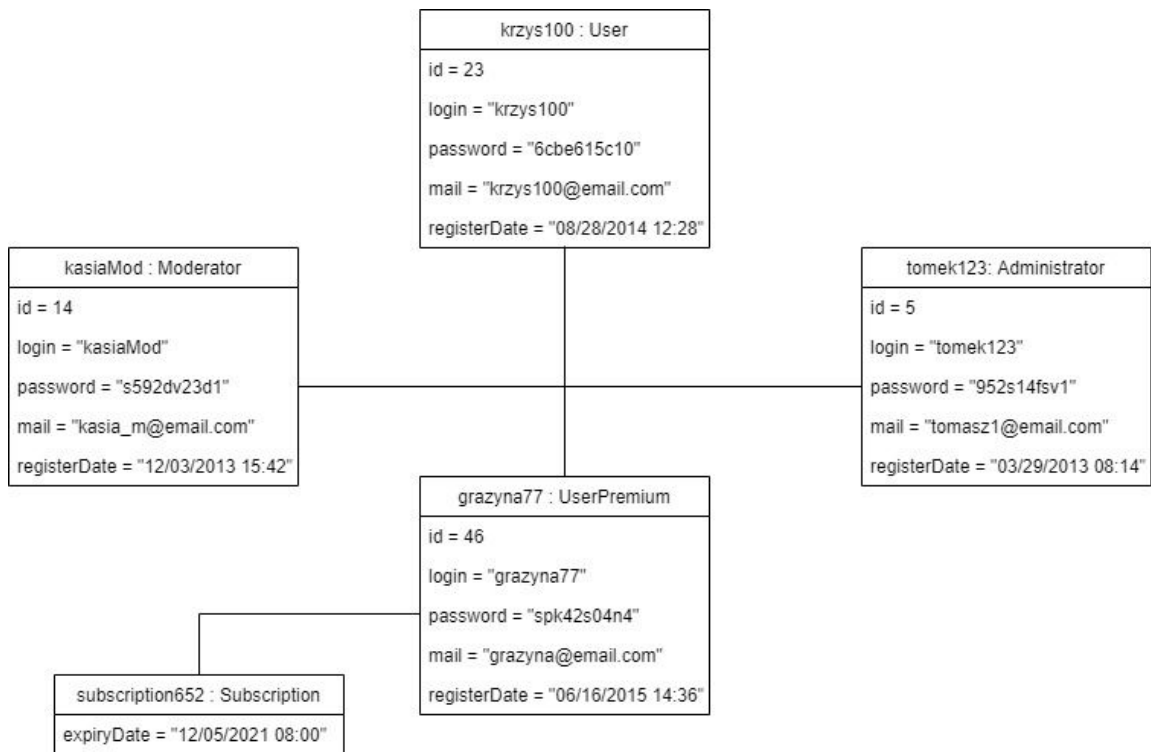 krzys100 : User
id = 23
login = "krzys100"
password = "6cbe615c10"
mail = "krzys100@email.com"
registerDate = "08/28/2014 12:28"
kasiaMod : Moderator
id = 14
login = "kasiaMod"
password = "s592dv23d1"
mail = "kasia_m@email.com"
registerDate = "12/03/2013 15:42"
tomek123: Administrator
id = 5
login = "tomek123"
password = "952s14fsv1"
mail = "tomasz1@email.com"
registerDate = "03/29/2013 08:14"
grazyna77 : UserPremium
id = 46
login = "grazyna77"
password = "spk42s04n4"
mail = "grazyna@email.com"
registerDate = "06/16/2015 14:36"
subscription652 : Subscription
expiryDate = "12/05/2021 08:00"